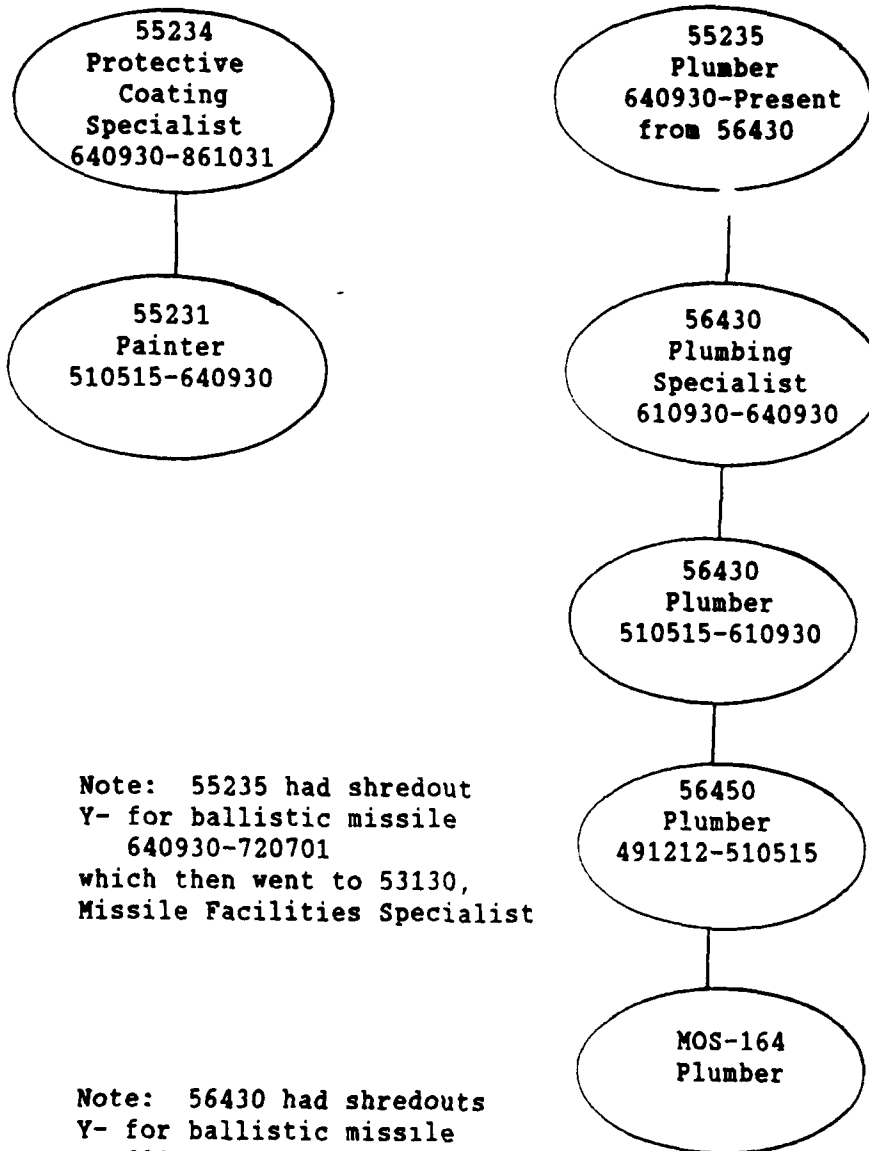 55234
Protective
Coating
Specialist
640930-861031
55231
Painter
510515-640930
55235
Plumber
640930-Present
from 56430
56430
Plumbing
Specialist
610930-640930
56430
Plumber
510515-610930
56450
Plumber
491212-510515
MOS-164
Plumber
Note: 55235 had shredout
Y- for ballistic missile
640930-720701
which then went to 53130,
Missile Facilities Specialist
Note: 56430 had shredouts
Y- for ballistic missile